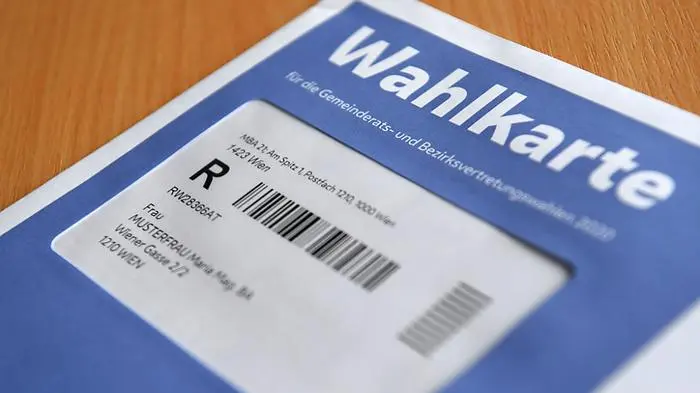 Wahlkarte
für die Gemeinderats- und Bezirksvertretungswahlen 2020
MBA 21; Am Spitz 1, Postfach 1210, 1000 Wien
1423 Wien
R
RW28366AT
Frau
MUSTERFRAU Maria Mag. BA
Wiener Gasse 2/2
1210 WIEN